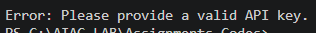 Error: Please provide a valid API key.
PS C:\AIAC LAB\Assignments Codes>